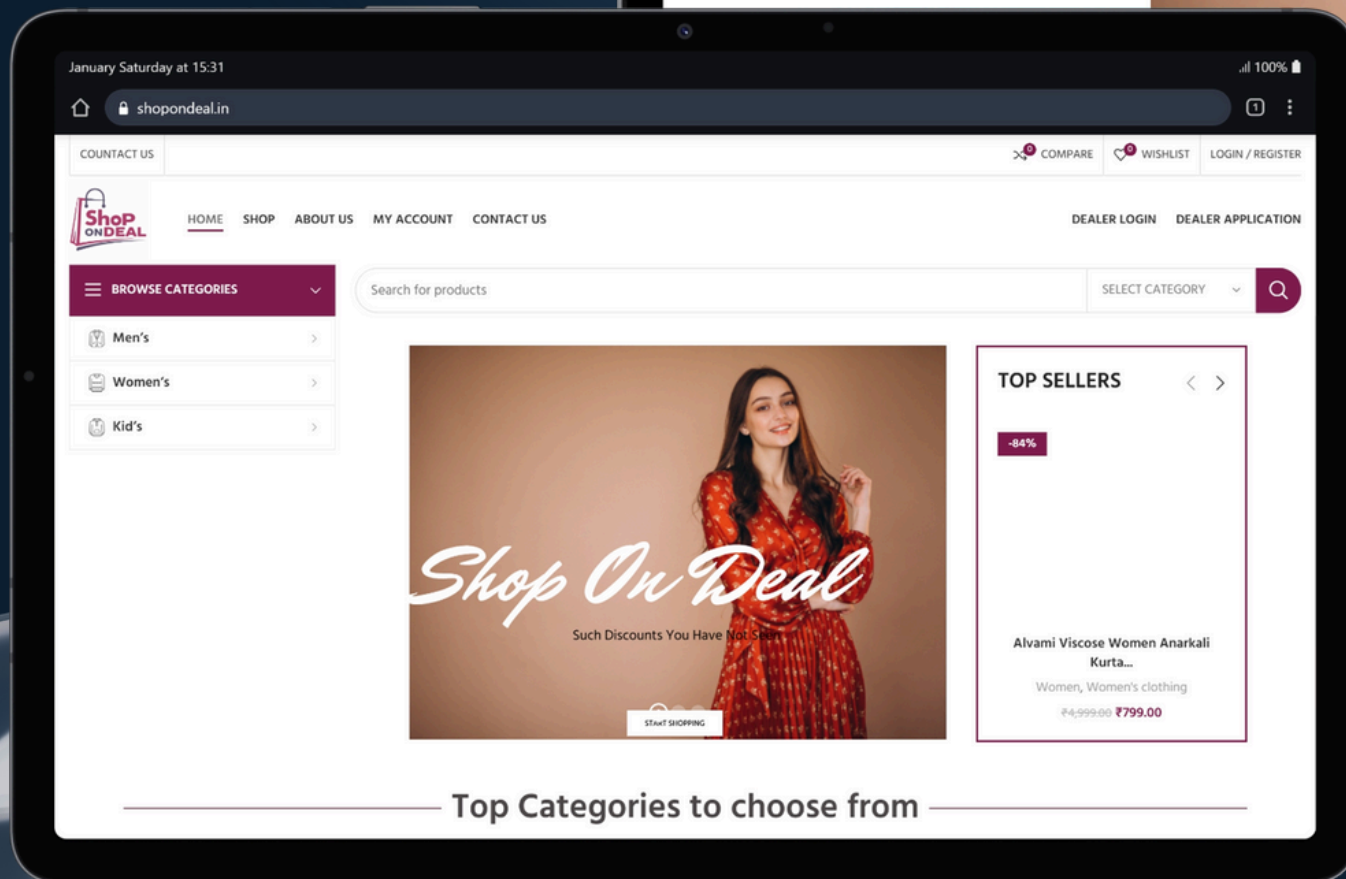 January Saturday at 15:31
100%
shopondeal.in
1
COUNTACT US
0 COMPARE
0 WISHLIST
LOGIN / REGISTER
ShoP
ONDEAL
HOME
SHOP
ABOUT US
MY ACCOUNT
CONTACT US
DEALER LOGIN
DEALER APPLICATION
BROWSE CATEGORIES
Search for products
SELECT CATEGORY
Men's
Women's
Kid's
Shop On Deal
Such Discounts You Have Not Seen
START SHOPPING
TOP SELLERS
-84%
Alvami Viscose Women Anarkali
Kurta...
Women, Women's clothing
₹4,999.00 ₹799.00
Top Categories to choose from